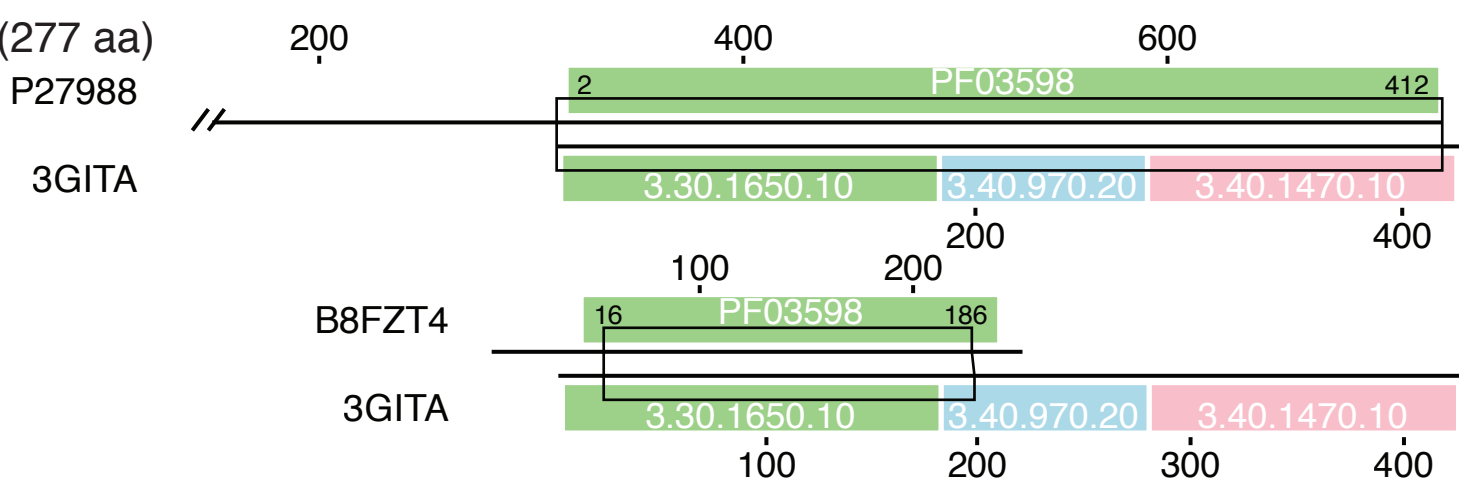 (277 aa) 200 400 600
P27988 2 PF03598 412
3GITA 3.30.1650.10 3.40.970.20 3.40.1470.10
200 400
100 200
B8FZT4 16 PF03598 186
3GITA 3.30.1650.10 3.40.970.20 3.40.1470.10
100 200 300 400